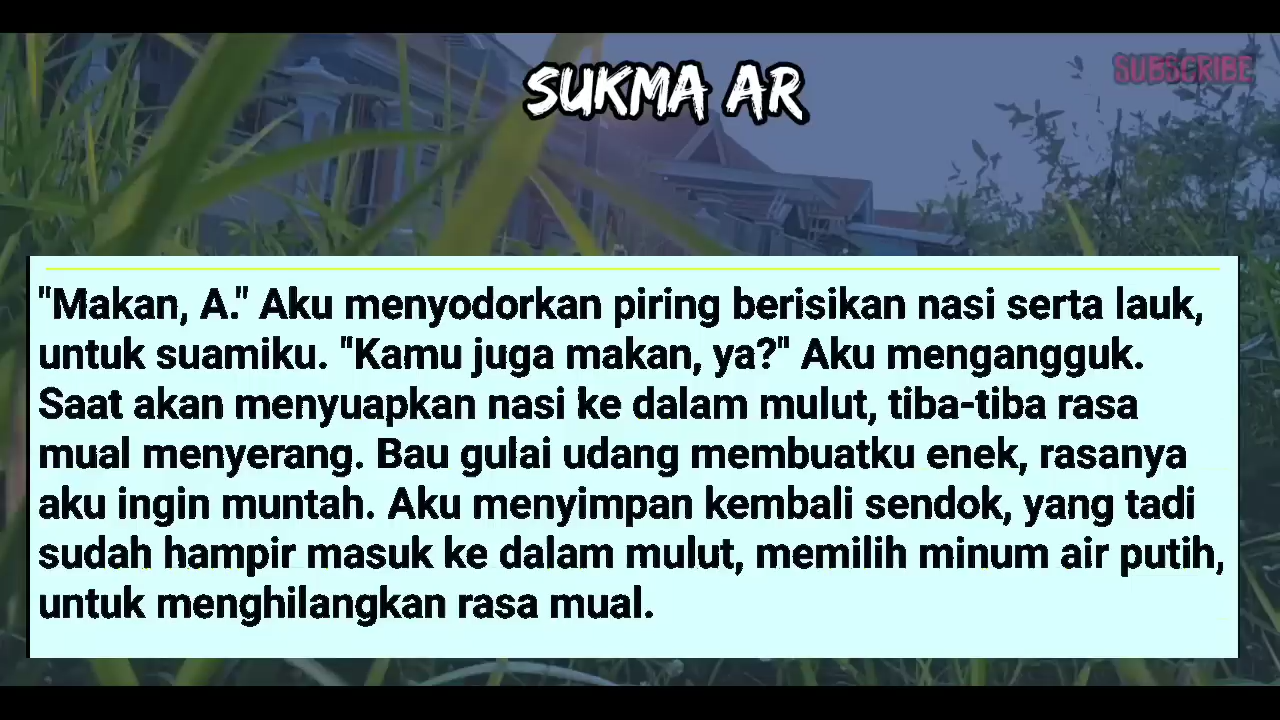 SUKMA AR
SUBSCRIBE
"Makan, A." Aku menyodorkan piring berisikan nasi serta lauk,
untuk suamiku. "Kamu juga makan, ya?" Aku mengangguk.
Saat akan menyuapkan nasi ke dalam mulut, tiba-tiba rasa
mual menyerang. Bau gulai udang membuatku enek, rasanya
aku ingin muntah. Aku menyimpan kembali sendok, yang tadi
sudah hampir masuk ke dalam mulut, memilih minum air putih,
untuk menghilangkan rasa mual.